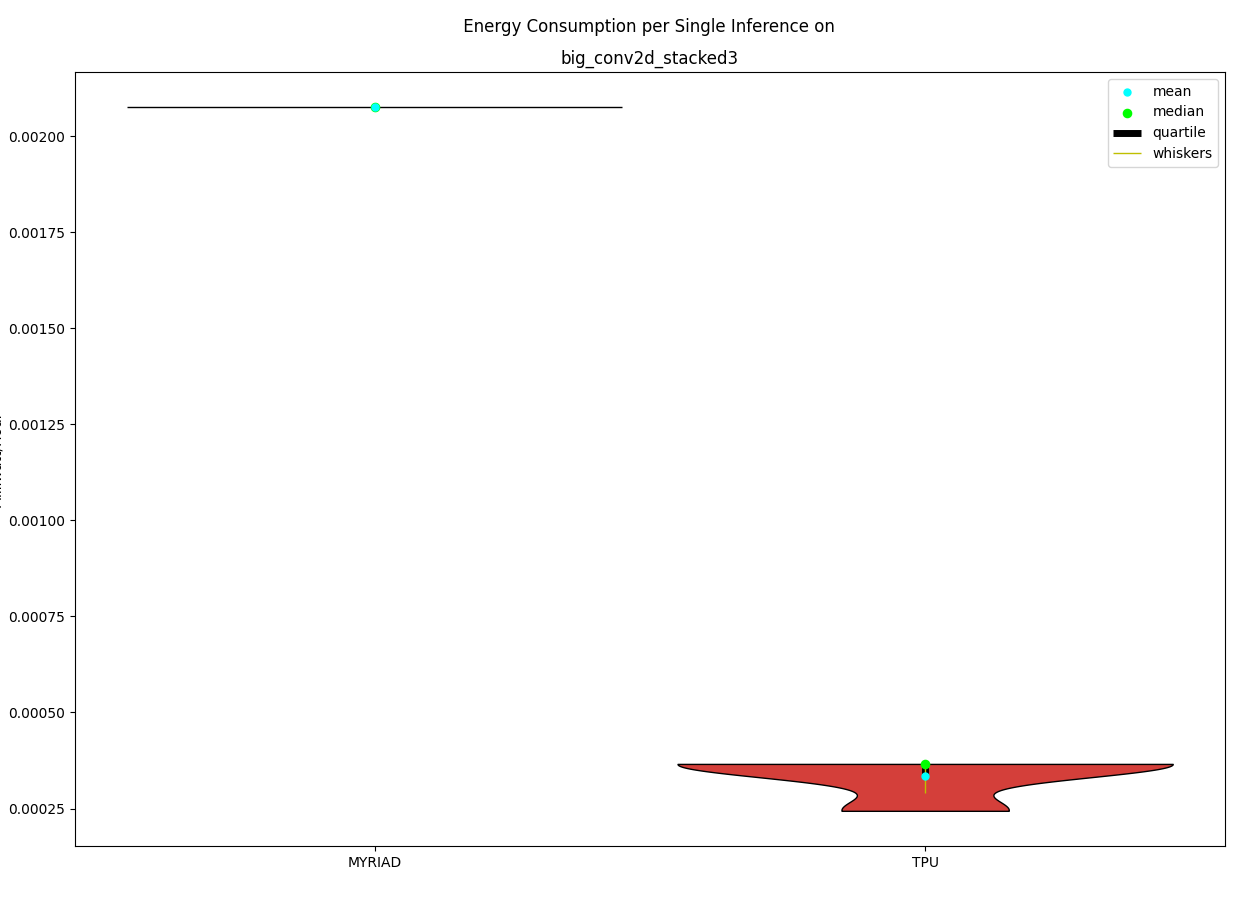 Energy Consumption per Single Inference on
big_conv2d_stacked3
mean
median
quartile
whiskers
0.00200
0.00175
0.00150
0.00125
0.00100
0.00075
0.00050
0.00025
MYRIAD
TPU